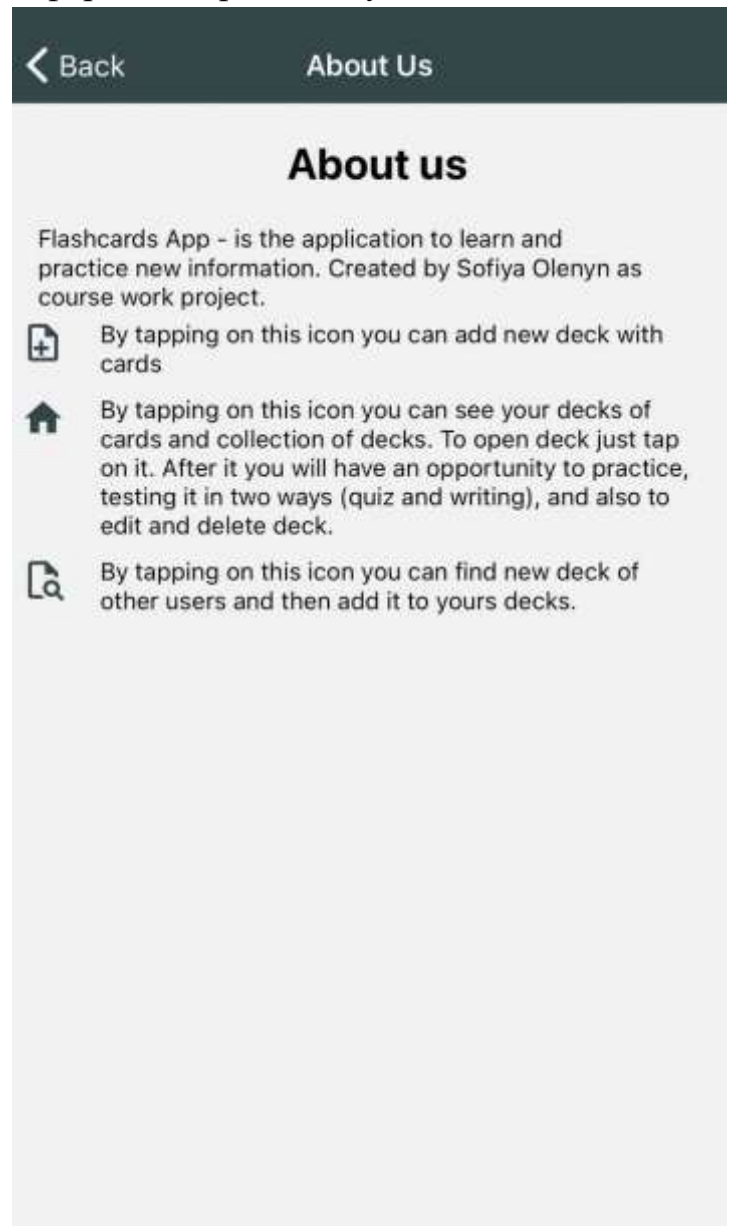 Back
About Us
About us
Flashcards App - is the application to learn and
practice new information. Created by Sofiya Olenyn as
course work project.
By tapping on this icon you can add new deck with
cards
By tapping on this icon you can see your decks of
cards and collection of decks. To open deck just tap
on it. After it you will have an opportunity to practice,
testing it in two ways (quiz and writing), and also to
edit and delete deck.
By tapping on this icon you can find new deck of
other users and then add it to yours decks.